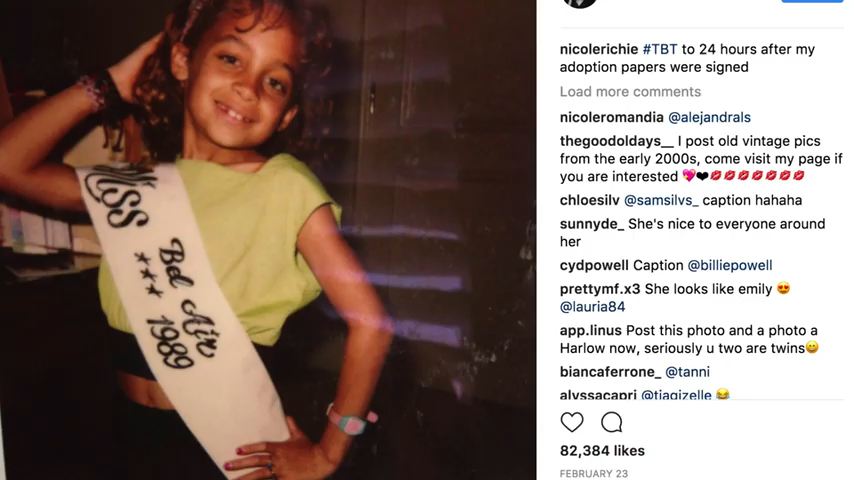 Miss
Bel Air
*** 1989
nicolerichie #TBT to 24 hours after my
adoption papers were signed
Load more comments
nicoleromandia @alejandrals
thegoodoldays__ I post old vintage pics
from the early 2000s, come visit my page if
you are interested 💖❤💋💋💋💋💋💋💋
chloesilv @samsilvs_ caption hahaha
sunnyde_ She's nice to everyone around
her
cydpowell Caption @billiepowell
prettymf.x3 She looks like emily 😍
@lauria84
app.linus Post this photo and a photo a
Harlow now, seriously u two are twins😄
biancaferrone_ @tanni
alyssacapri @tiagizelle 😂
82,384 likes
FEBRUARY 23